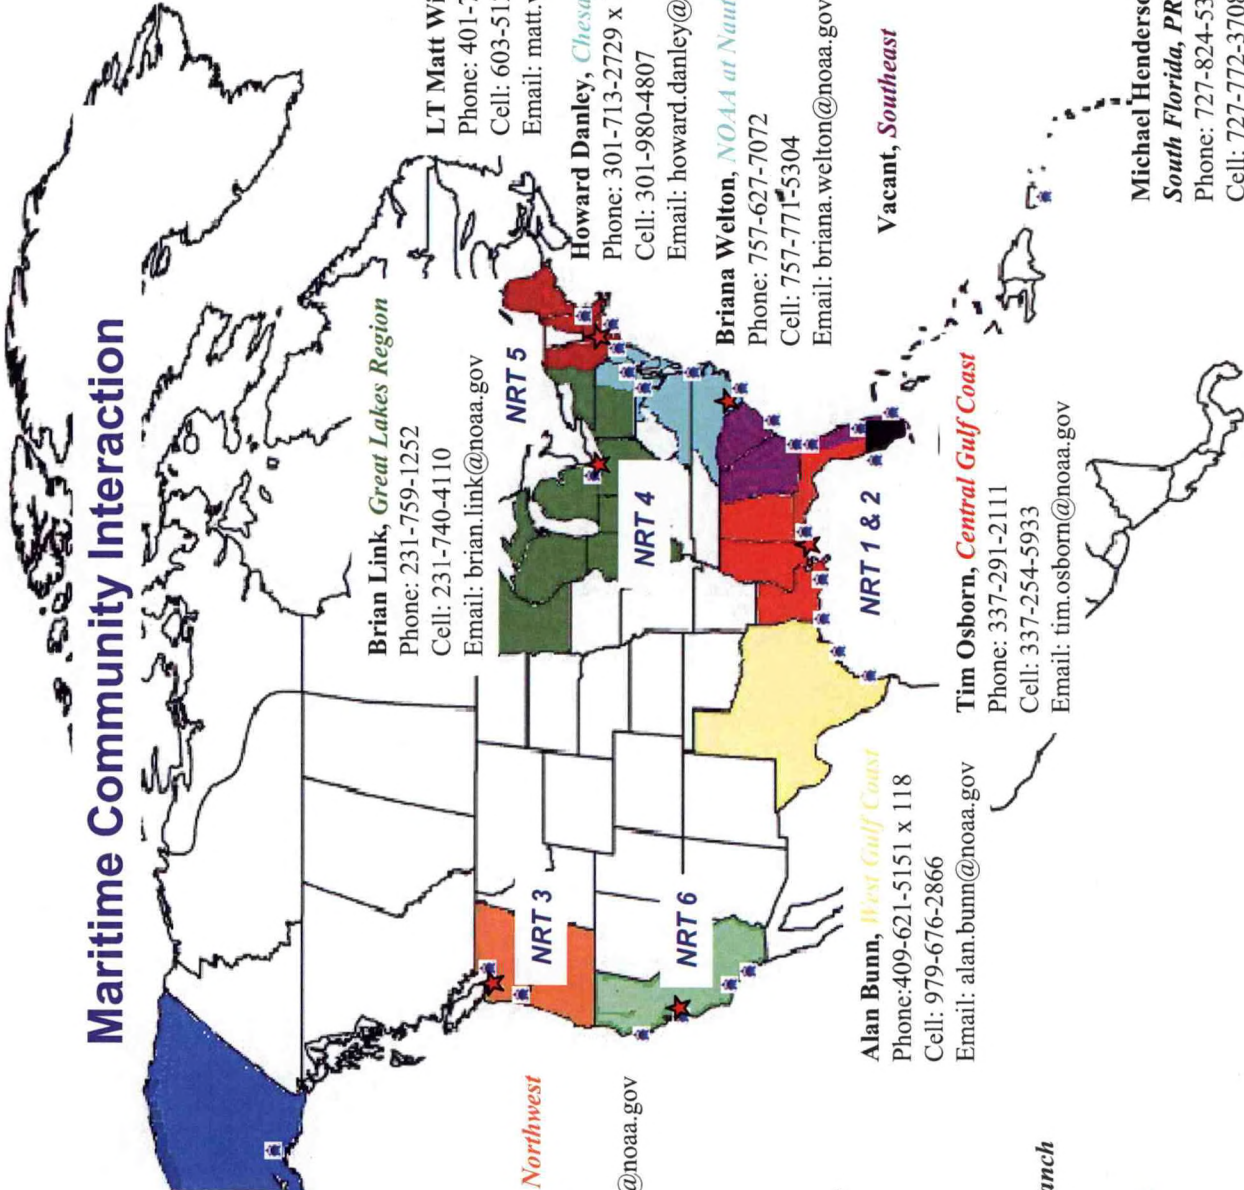 Maritime Community Interaction
Brian Link, Great Lakes Region
Phone: 231-759-1252
Cell: 231-740-4110
Email: brian.link@noaa.gov
LT Matt Wi
Phone: 401-
Cell: 603-51
Email: matt.
Howard Danley, Chesa
Phone: 301-713-2729 x
Cell: 301-980-4807
Email: howard.danley@
Briana Welton, NOAA at Naut
Phone: 757-627-7072
Cell: 757-771-5304
Email: briana.welton@noaa.gov
Vacant, Southeast
Michael Henderso
South Florida, PR
Phone: 727-824-53
Cell: 727-772-3708
NRT 5
NRT 4
NRT 1 & 2
NRT 3
NRT 6
Tim Osborn, Central Gulf Coast
Phone: 337-291-2111
Cell: 337-254-5933
Email: tim.osborn@noaa.gov
Alan Bunn, West Gulf Coast
Phone:409-621-5151 x 118
Cell: 979-676-2866
Email: alan.bunn@noaa.gov
Northwest
@noaa.gov
anch